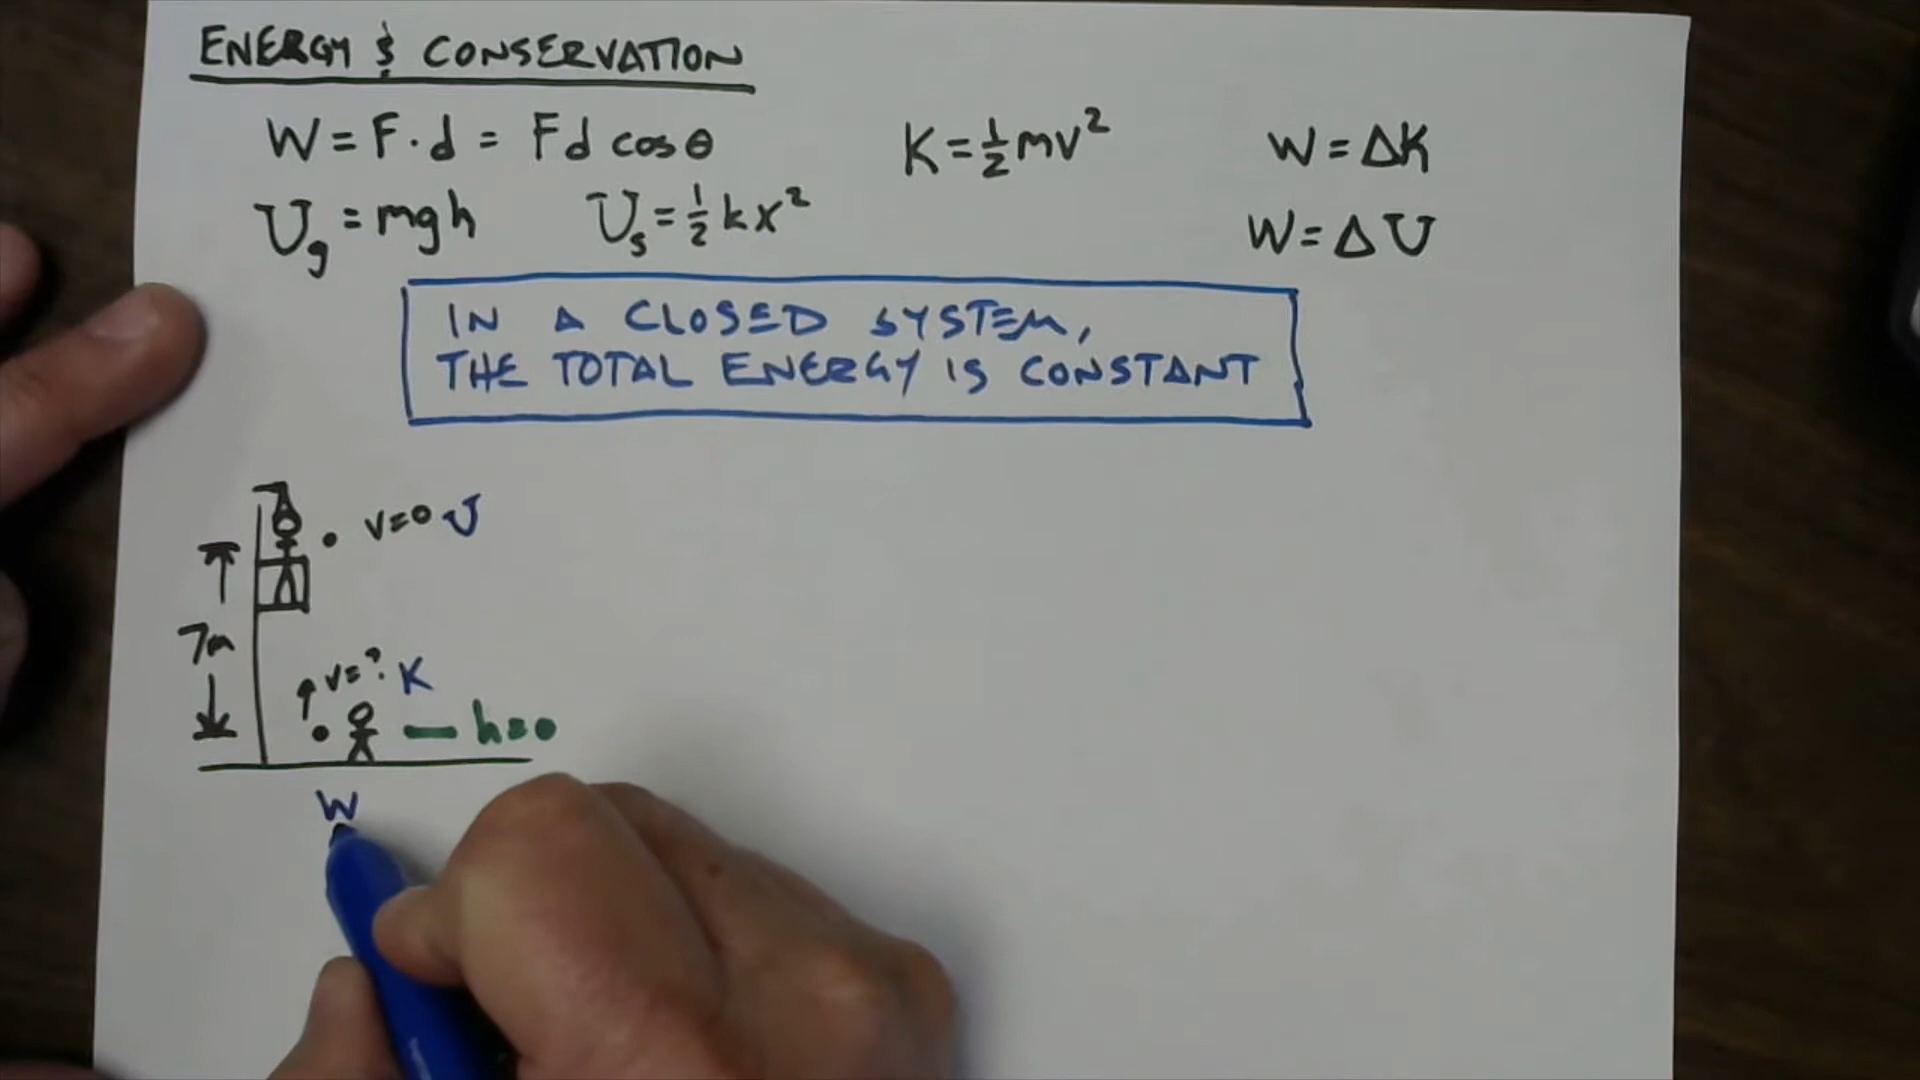 ENERGY & CONSERVATION
W = F · d = Fd cosθ K = ½mv² W = ΔK
Ug = mgh Us = ½kx² W = ΔU
IN A CLOSED SYSTEM,
THE TOTAL ENERGY IS CONSTANT
v=0 U
7m
v=? K
h=0
W